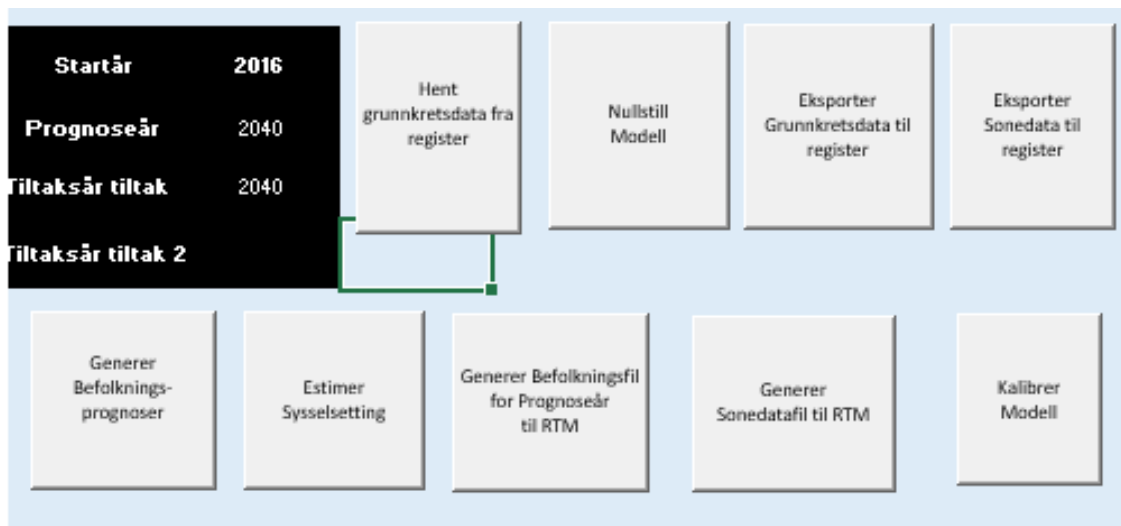 Startår 2016
Prognoseår 2040
Tiltaksår tiltak 2040
Tiltaksår tiltak 2
Hent
grunnkretsdata fra
register
Nullstill
Modell
Eksporter
Grunnkretsdata til
register
Eksporter
Sonedata til
register
Generer
Befolknings-
prognoser
Estimer
Sysselsetting
Generer Befolkningsfil
for Prognoseår
til RTM
Generer
Sonedatafil til RTM
Kalibrer
Modell